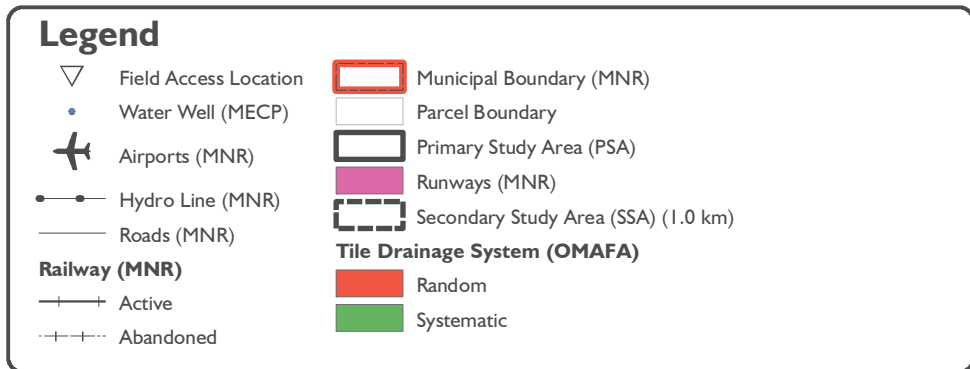 Legend
Field Access Location
Water Well (MECP)
Airports (MNR)
Hydro Line (MNR)
Roads (MNR)
Railway (MNR)
Active
Abandoned
Municipal Boundary (MNR)
Parcel Boundary
Primary Study Area (PSA)
Runways (MNR)
Secondary Study Area (SSA) (1.0 km)
Tile Drainage System (OMAFA)
Random
Systematic